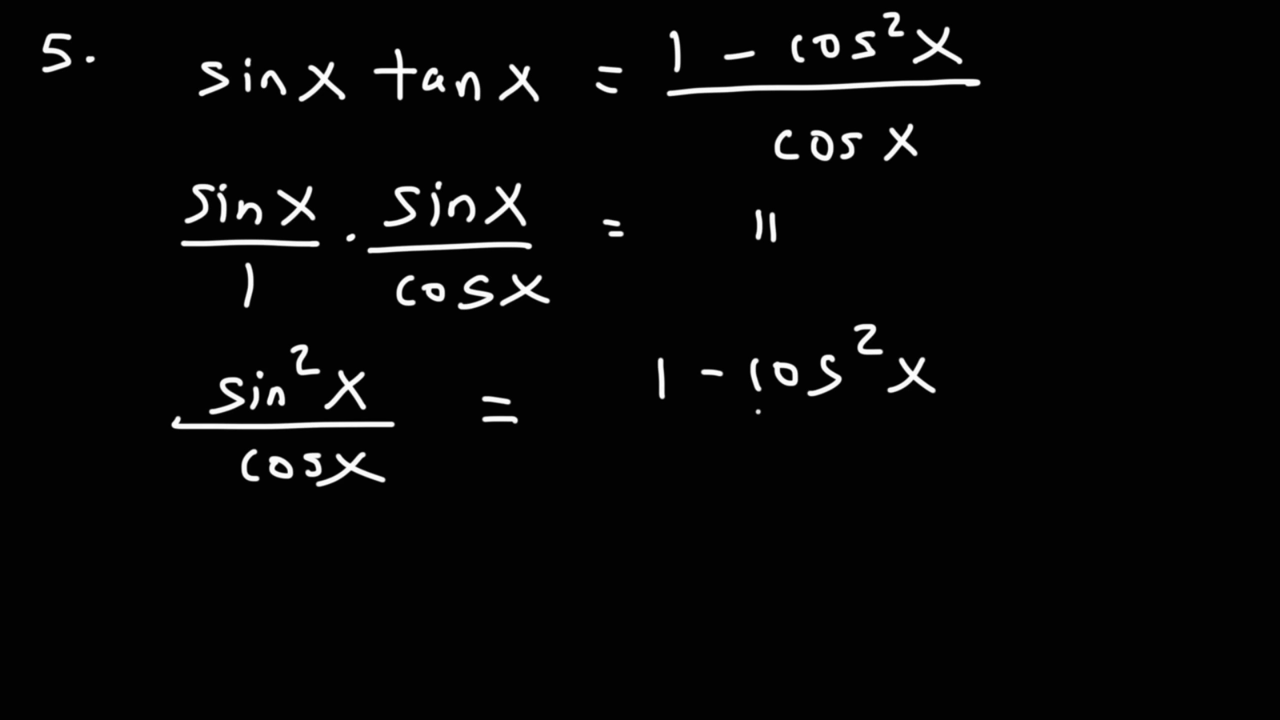 5. sin x tan x = (1 - cos²x) / (cos x)
(sin x) / 1 · (sin x) / (cos x) = "
(sin²x) / (cos x) = 1 - cos²x